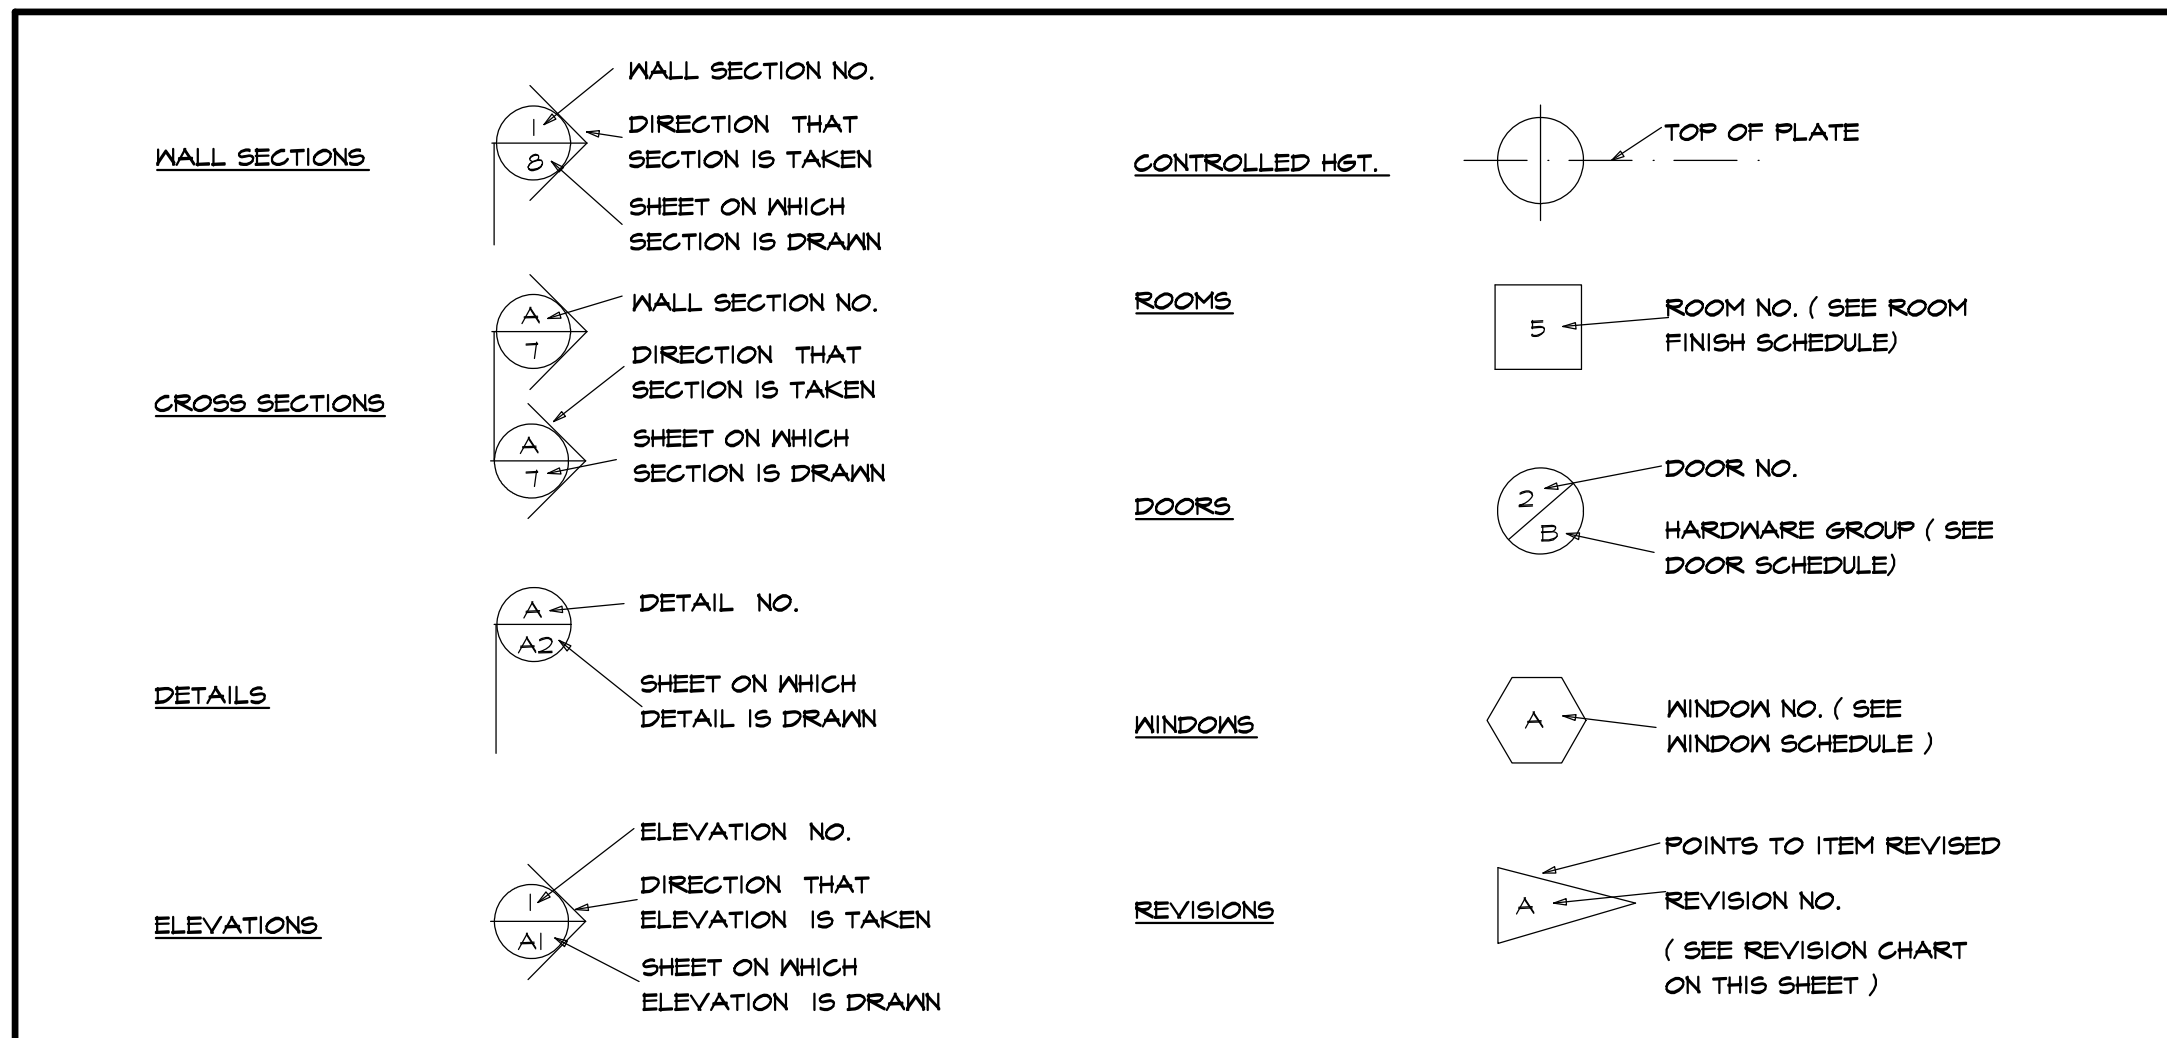 WALL SECTIONS
1
8
WALL SECTION NO.
DIRECTION THAT
SECTION IS TAKEN
SHEET ON WHICH
SECTION IS DRAWN
CROSS SECTIONS
A
7
A
7
WALL SECTION NO.
DIRECTION THAT
SECTION IS TAKEN
SHEET ON WHICH
SECTION IS DRAWN
DETAILS
A
A2
DETAIL NO.
SHEET ON WHICH
DETAIL IS DRAWN
ELEVATIONS
1
A1
ELEVATION NO.
DIRECTION THAT
ELEVATION IS TAKEN
SHEET ON WHICH
ELEVATION IS DRAWN
CONTROLLED HGT.
TOP OF PLATE
ROOMS
5
ROOM NO. ( SEE ROOM
FINISH SCHEDULE)
DOORS
2
B
DOOR NO.
HARDWARE GROUP ( SEE
DOOR SCHEDULE)
WINDOWS
A
WINDOW NO. ( SEE
WINDOW SCHEDULE )
REVISIONS
A
POINTS TO ITEM REVISED
REVISION NO.
( SEE REVISION CHART
ON THIS SHEET )